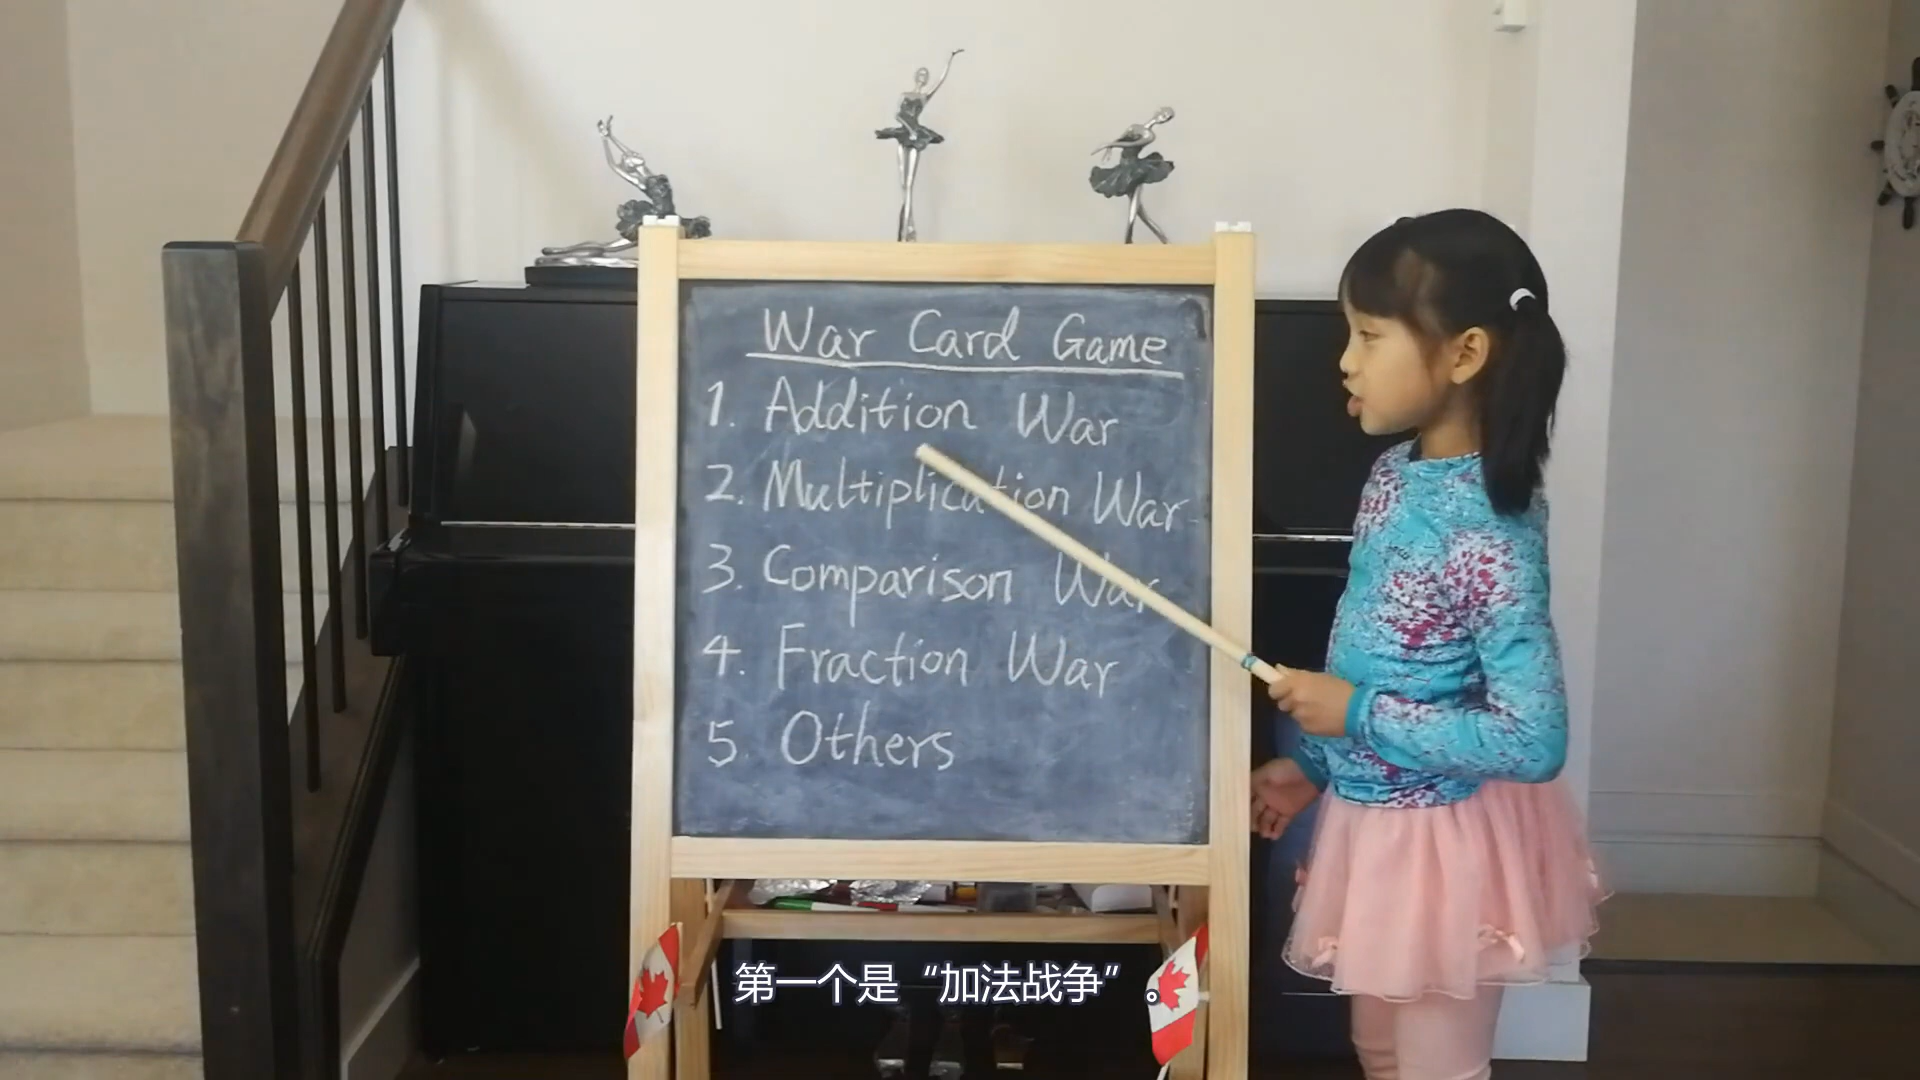 War Card Game
1. Addition War
2. Multiplication War
3. Comparison War
4. Fraction War
5. Others
第一个是“加法战争”。